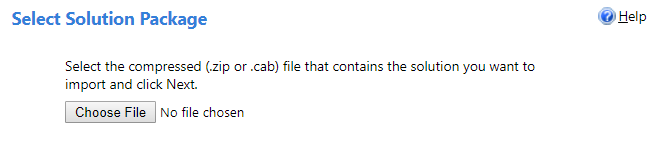 Select Solution Package
Help
Select the compressed (.zip or .cab) file that contains the solution you want to
import and click Next.
Choose File No file chosen